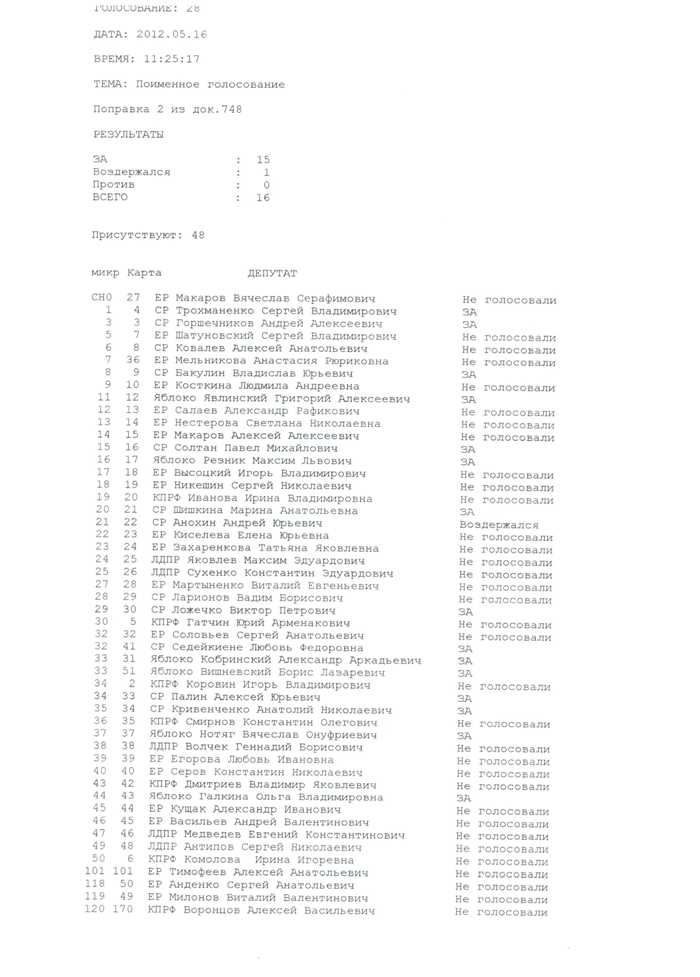 ГОЛОСОВАНИЕ: 28
ДАТА: 2012.05.16
ВРЕМЯ: 11:25:17
ТЕМА: Поименное голосование
Поправка 2 из док.748
РЕЗУЛЬТАТЫ
ЗА : 15
Воздержался : 1
Против : 0
ВСЕГО : 16
Присутствуют: 48
микр Карта ДЕПУТАТ
СН0 27 ЕР Макаров Вячеслав Серафимович Не голосовали
1 4 СР Трохманенко Сергей Владимирович ЗА
3 3 СР Горшечников Андрей Алексеевич ЗА
5 7 ЕР Шатуновский Сергей Владимирович Не голосовали
6 8 СР Ковалев Алексей Анатольевич Не голосовали
7 36 ЕР Мельникова Анастасия Рюриковна Не голосовали
8 9 СР Бакулин Владислав Юрьевич ЗА
9 10 ЕР Косткина Людмила Андреевна Не голосовали
11 12 Яблоко Явлинский Григорий Алексеевич ЗА
12 13 ЕР Салаев Александр Рафикович Не голосовали
13 14 ЕР Нестерова Светлана Николаевна Не голосовали
14 15 ЕР Макаров Алексей Алексеевич Не голосовали
15 16 СР Солтан Павел Михайлович ЗА
16 17 Яблоко Резник Максим Львович ЗА
17 18 ЕР Высоцкий Игорь Владимирович Не голосовали
18 19 ЕР Никешин Сергей Николаевич Не голосовали
19 20 КПРФ Иванова Ирина Владимировна Не голосовали
20 21 СР Шишкина Марина Анатольевна ЗА
21 22 СР Анохин Андрей Юрьевич Воздержался
22 23 ЕР Киселева Елена Юрьевна Не голосовали
23 24 ЕР Захаренкова Татьяна Яковлевна Не голосовали
24 25 ЛДПР Яковлев Максим Эдуардович Не голосовали
25 26 ЛДПР Сухенко Константин Эдуардович Не голосовали
27 28 ЕР Мартыненко Виталий Евгеньевич Не голосовали
28 29 СР Ларионов Вадим Борисович Не голосовали
29 30 СР Ложечко Виктор Петрович ЗА
30 5 КПРФ Гатчин Юрий Арменакович Не голосовали
32 32 ЕР Соловьев Сергей Анатольевич Не голосовали
32 41 СР Седейкиене Любовь Федоровна ЗА
33 31 Яблоко Кобринский Александр Аркадьевич ЗА
33 51 Яблоко Вишневский Борис Лазаревич ЗА
34 2 КПРФ Коровин Игорь Владимирович Не голосовали
34 33 СР Палин Алексей Юрьевич ЗА
35 34 СР Кривенченко Анатолий Николаевич ЗА
36 35 КПРФ Смирнов Константин Олегович Не голосовали
37 37 Яблоко Нотяг Вячеслав Онуфриевич ЗА
38 38 ЛДПР Волчек Геннадий Борисович Не голосовали
39 39 ЕР Егорова Любовь Ивановна Не голосовали
40 40 ЕР Серов Константин Николаевич Не голосовали
43 42 КПРФ Дмитриев Владимир Яковлевич Не голосовали
44 43 Яблоко Галкина Ольга Владимировна ЗА
45 44 ЕР Кущак Александр Иванович Не голосовали
46 45 ЕР Васильев Андрей Валентинович Не голосовали
47 46 ЛДПР Медведев Евгений Константинович Не голосовали
49 48 ЛДПР Антипов Сергей Николаевич Не голосовали
50 6 КПРФ Комолова Ирина Игоревна Не голосовали
101 101 ЕР Тимофеев Алексей Анатольевич Не голосовали
118 50 ЕР Анденко Сергей Анатольевич Не голосовали
119 49 ЕР Милонов Виталий Валентинович Не голосовали
120 170 КПРФ Воронцов Алексей Васильевич Не голосовали